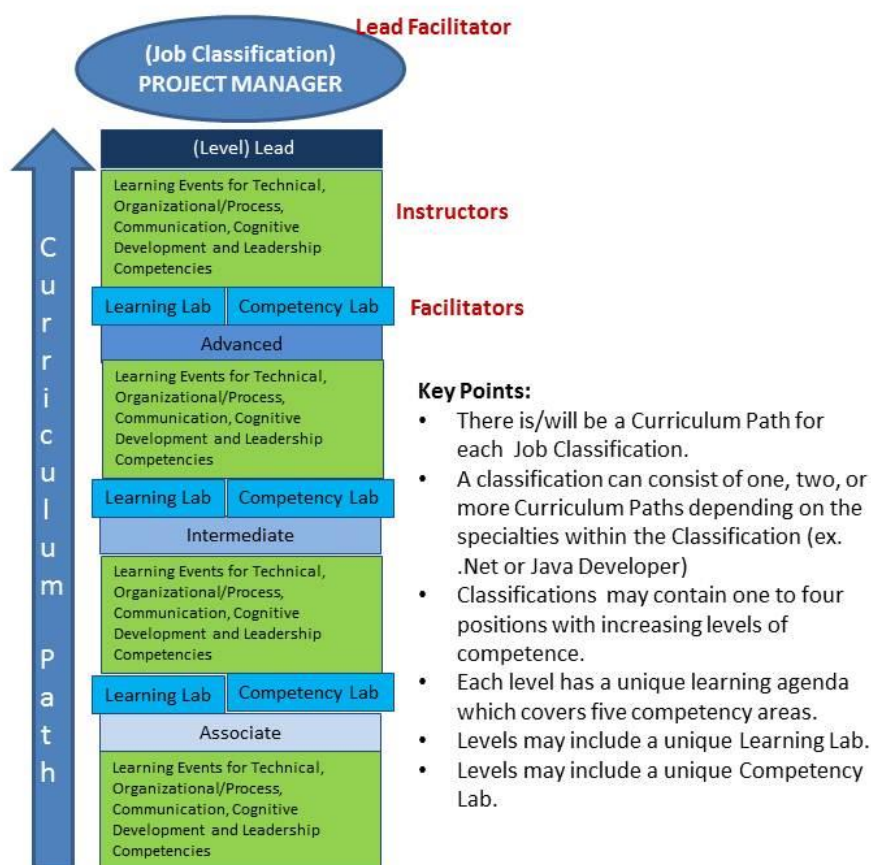 Lead Facilitator
(Job Classification)
PROJECT MANAGER
(Level) Lead
Learning Events for Technical,
Organizational/Process,
Communication, Cognitive
Development and Leadership
Competencies
Instructors
Learning Lab
Competency Lab
Facilitators
Advanced
Learning Events for Technical,
Organizational/Process,
Communication, Cognitive
Development and Leadership
Competencies
Learning Lab
Competency Lab
Intermediate
Learning Events for Technical,
Organizational/Process,
Communication, Cognitive
Development and Leadership
Competencies
Learning Lab
Competency Lab
Associate
Learning Events for Technical,
Organizational/Process,
Communication, Cognitive
Development and Leadership
Competencies
Curriculum Path
Key Points:
• There is/will be a Curriculum Path for
each Job Classification.
• A classification can consist of one, two, or
more Curriculum Paths depending on the
specialties within the Classification (ex.
.Net or Java Developer)
• Classifications may contain one to four
positions with increasing levels of
competence.
• Each level has a unique learning agenda
which covers five competency areas.
• Levels may include a unique Learning Lab.
• Levels may include a unique Competency
Lab.